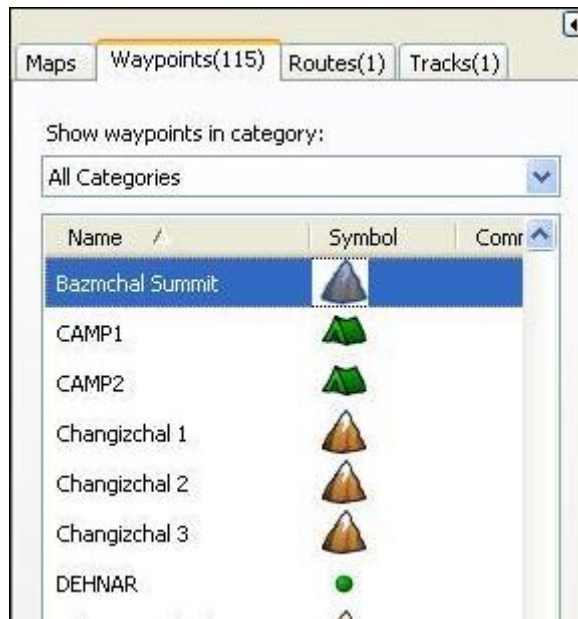 Maps Waypoints(115) Routes(1) Tracks(1)
Show waypoints in category:
All Categories
Name Symbol Comr
Bazmchal Summit
CAMP1
CAMP2
Changizchal 1
Changizchal 2
Changizchal 3
DEHNAR